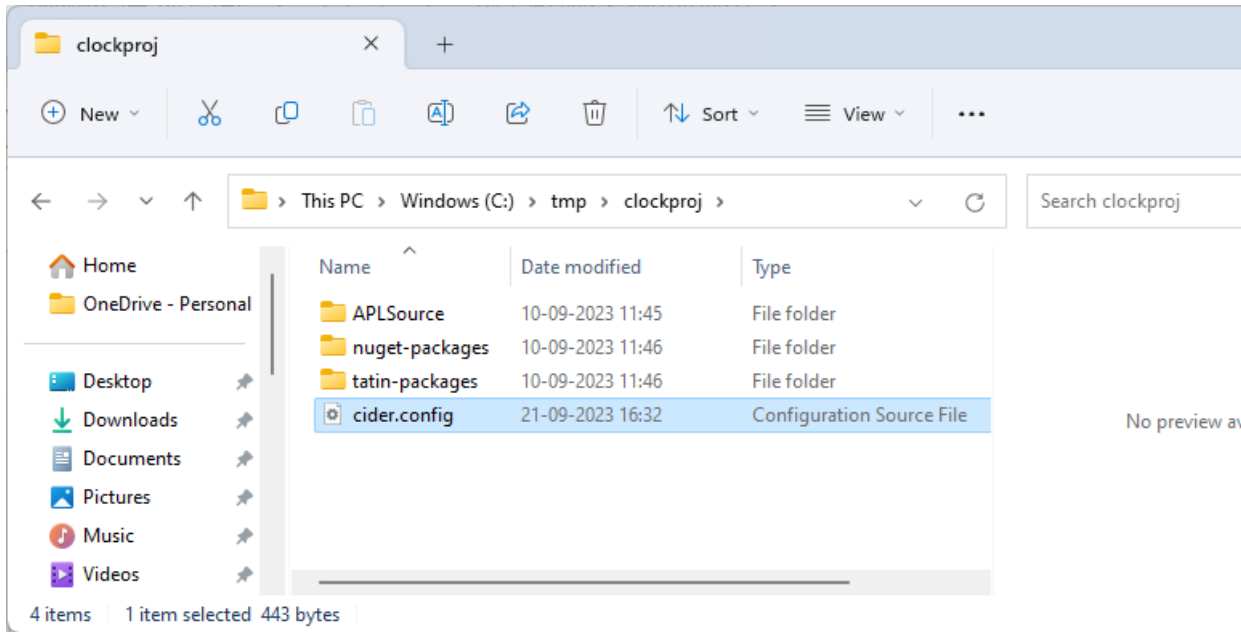 clockproj
New
Sort
View
This PC > Windows (C:) > tmp > clockproj >
Search clockproj
Home
OneDrive - Personal
Desktop
Downloads
Documents
Pictures
Music
Videos
Name Date modified Type
APLSource 10-09-2023 11:45 File folder
nuget-packages 10-09-2023 11:46 File folder
tatin-packages 10-09-2023 11:46 File folder
cider.config 21-09-2023 16:32 Configuration Source File
No preview av
4 items 1 item selected 443 bytes